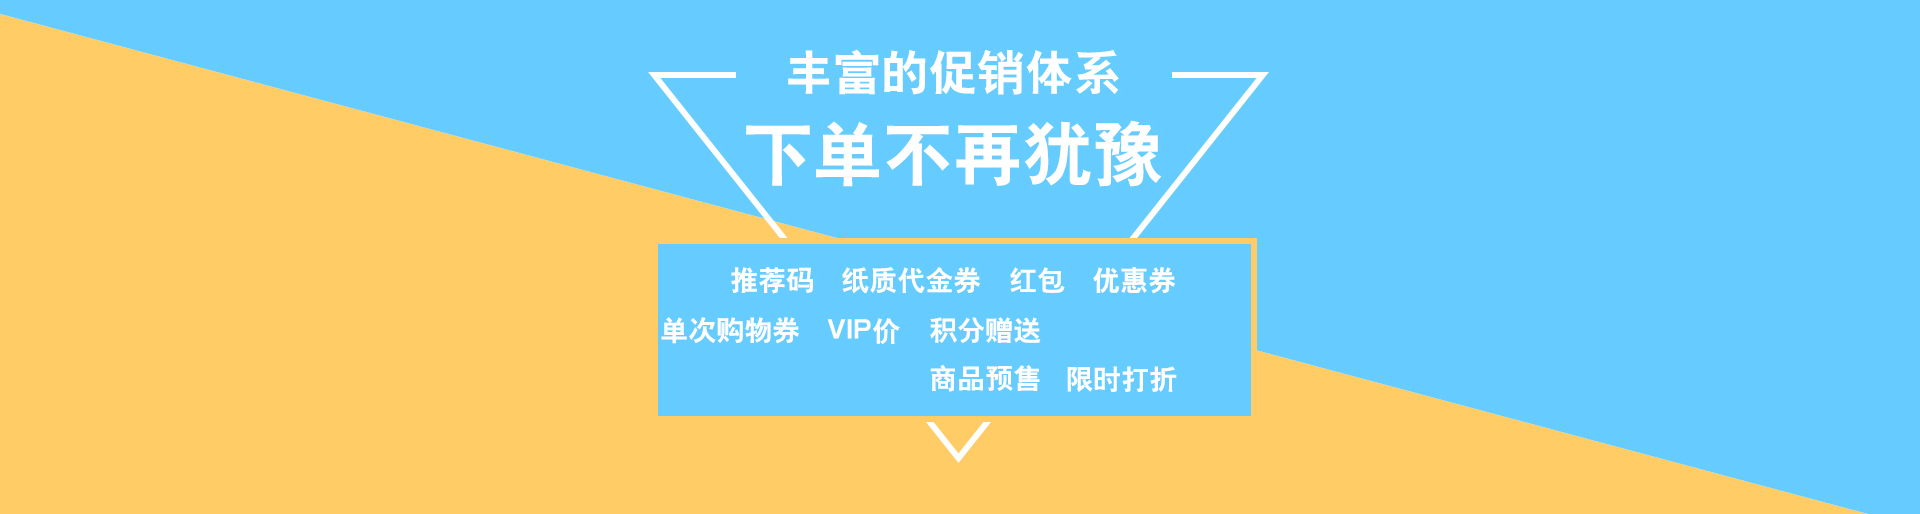 丰富的促销体系
下单不再犹豫
推荐码 纸质代金券 红包 优惠券
单次购物券 VIP价 积分赠送
商品预售 限时打折